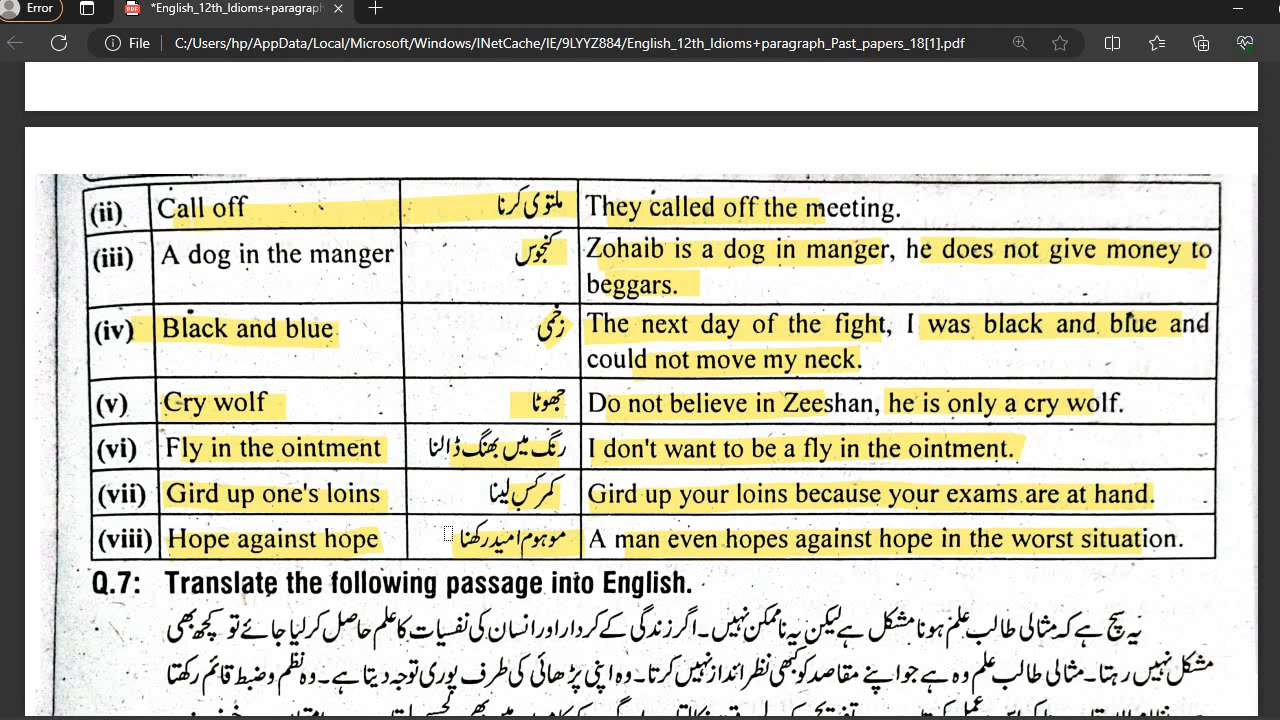 Error
*English_12th_Idioms+paragraph
File
C:/Users/hp/AppData/Local/Microsoft/Windows/INetCache/IE/9LYYZ884/English_12th_Idioms+paragraph_Past_papers_18[1].pdf
(ii) Call off ملتوی کرنا They called off the meeting.
(iii) A dog in the manger کنجوس Zohaib is a dog in manger, he does not give money to
beggars.
(iv) Black and blue زخمی The next day of the fight, I was black and blue and
could not move my neck.
(v) Cry wolf جھوٹا Do not believe in Zeeshan, he is only a cry wolf.
(vi) Fly in the ointment رنگ میں بھنگ ڈالنا I don't want to be a fly in the ointment.
(vii) Gird up one's loins کمر کس لینا Gird up your loins because your exams are at hand.
(viii) Hope against hope موہوم امید رکھنا A man even hopes against hope in the worst situation.
Q.7: Translate the following passage into English.
یہ سچ ہے کہ مثالی طالب علم ہونا مشکل ہے لیکن یہ ناممکن نہیں۔ اگر زندگی کے کردار اور انسان کی نفسیات کا علم حاصل کر لیا جائے تو کچھ بھی
مشکل نہیں رہتا۔ مثالی طالب علم وہ ہے جو اپنے مقاصد کو کبھی نظر انداز نہیں کرتا۔ وہ اپنی پڑھائی کی طرف پوری توجہ دیتا ہے۔ وہ نظم و ضبط قائم رکھتا